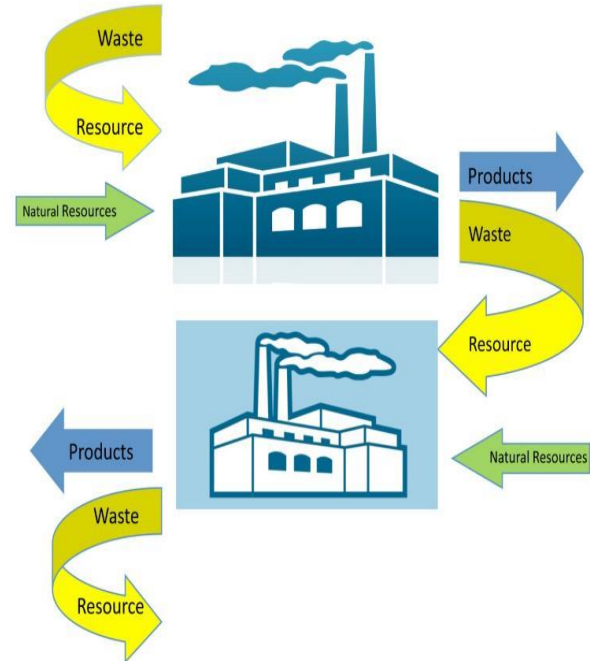 Waste
Resource
Natural Resources
Products
Waste
Resource
Products
Natural Resources
Waste
Resource